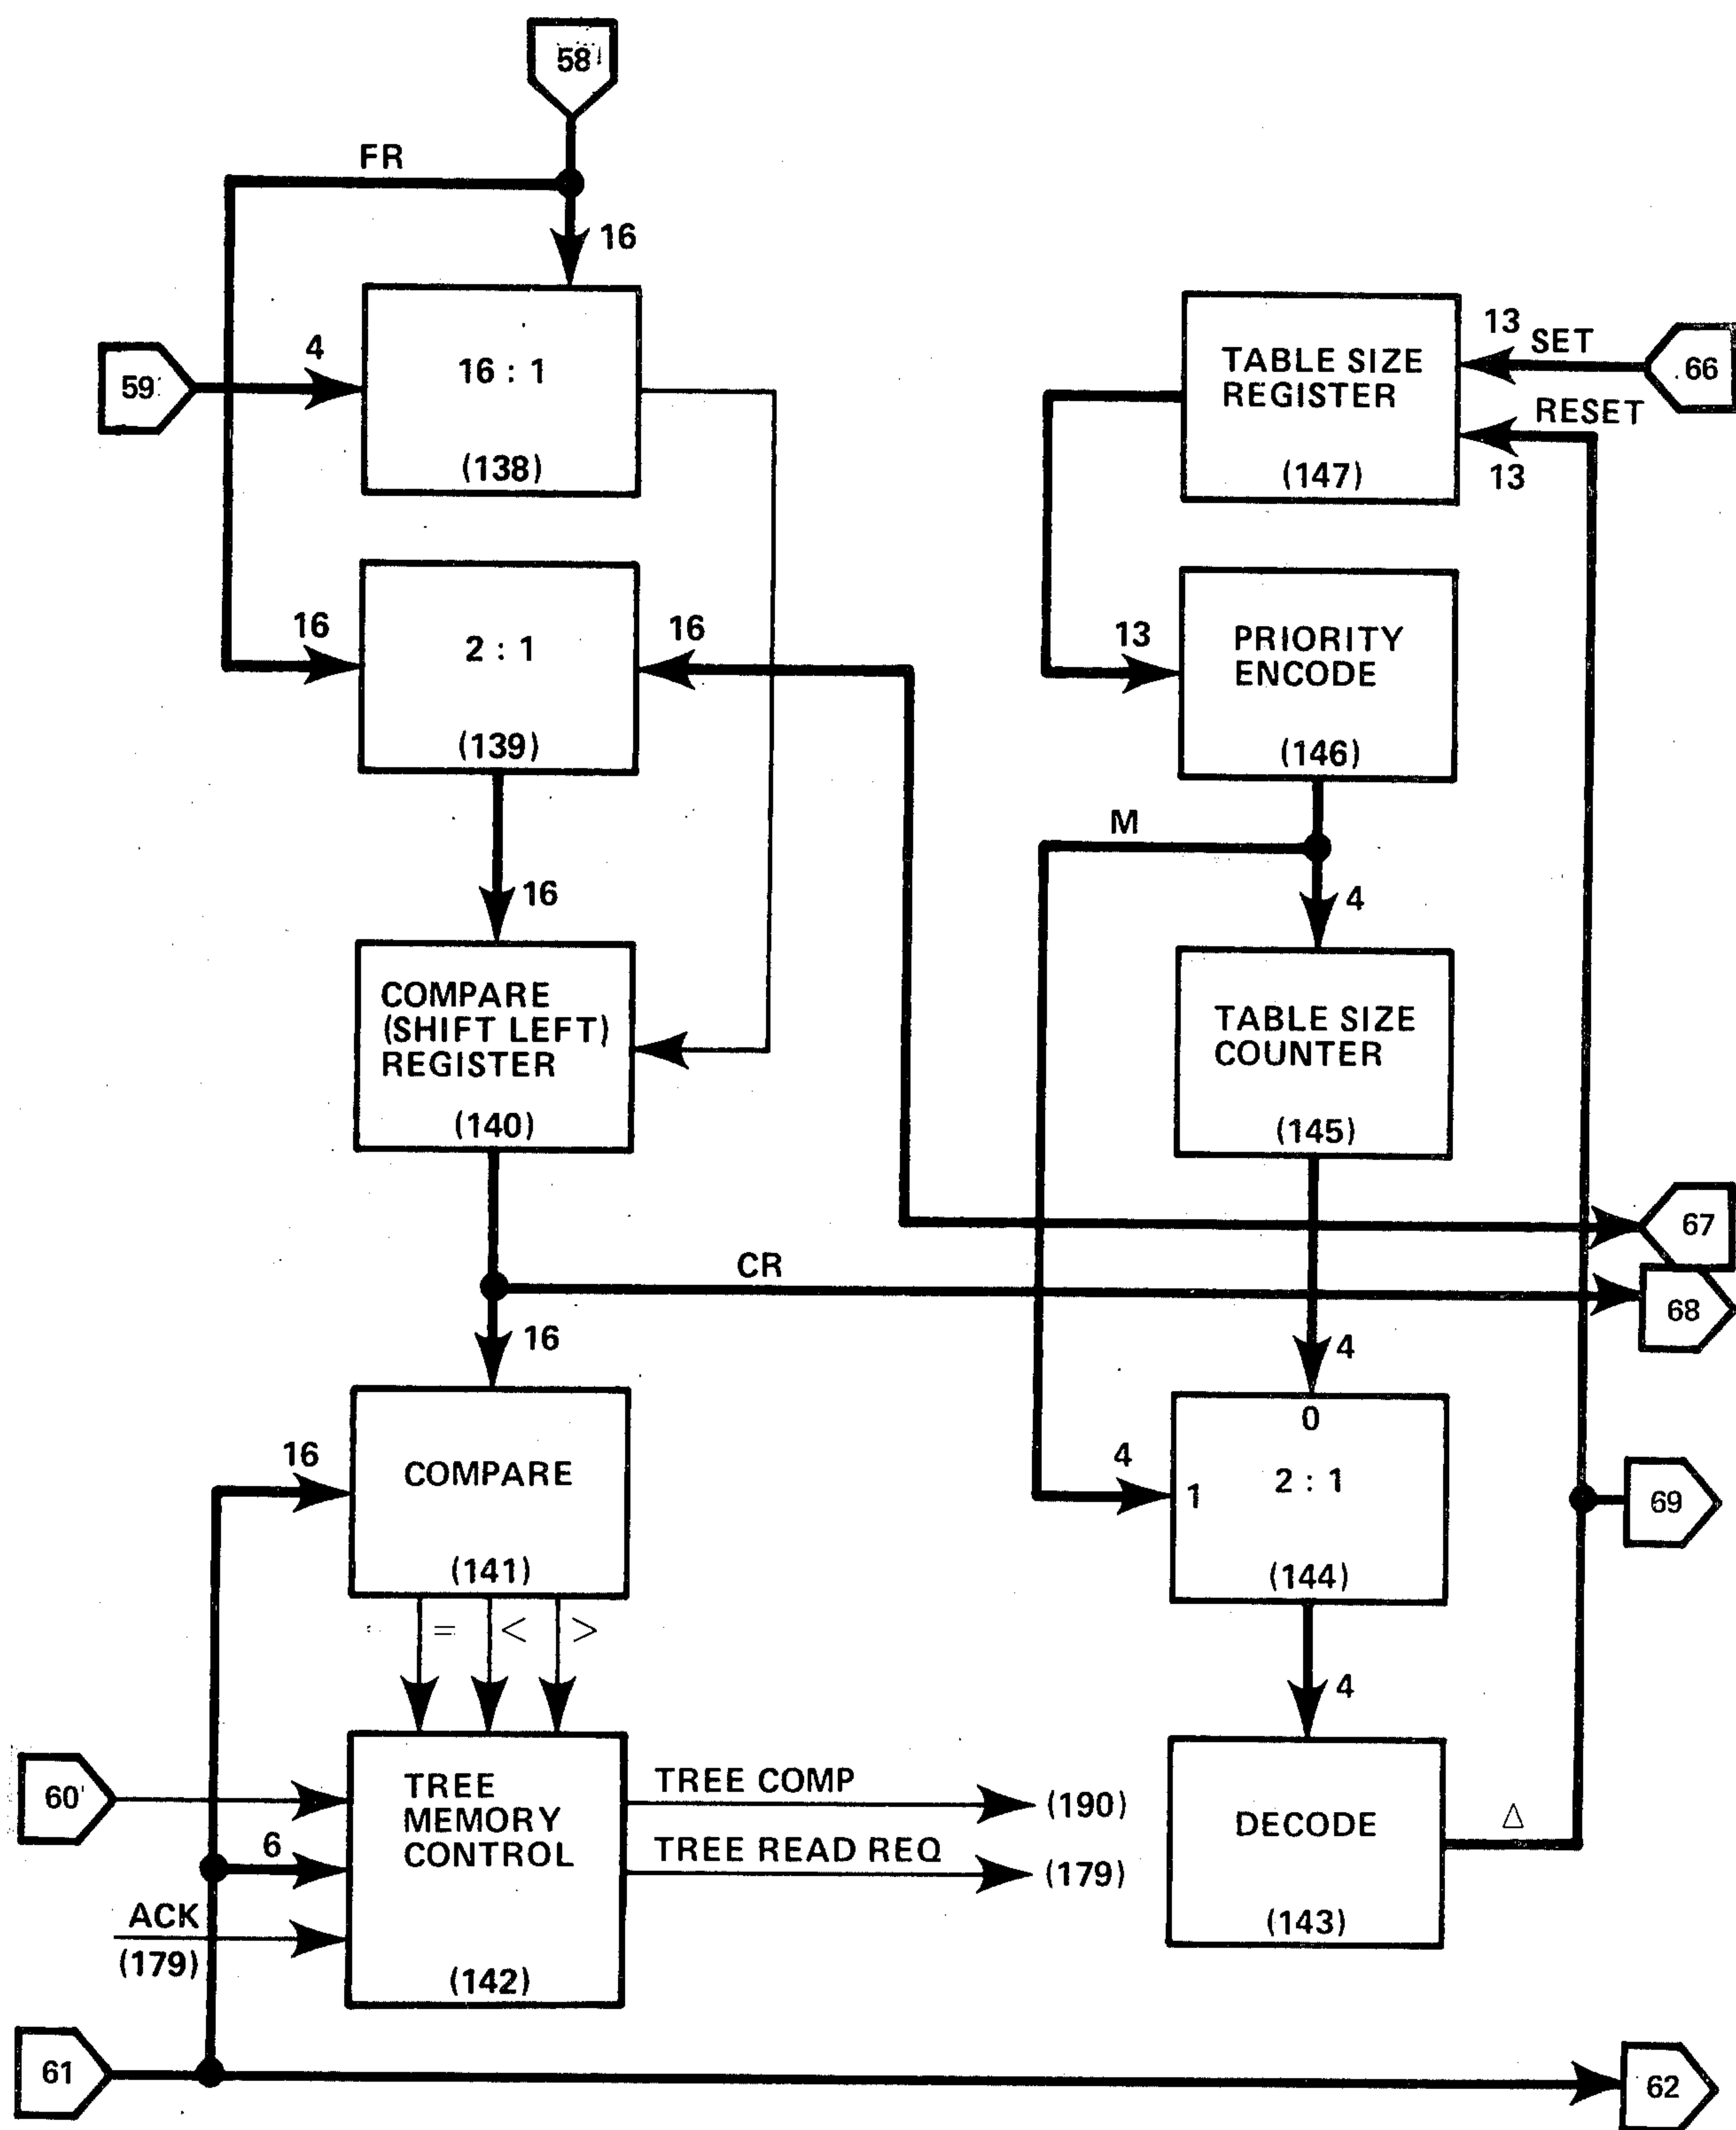 58
FR
16
59
4
16 : 1
(138)
13
SET
66
TABLE SIZE
REGISTER
RESET
13
(147)
16
2 : 1
16
(139)
13
PRIORITY
ENCODE
(146)
M
16
4
COMPARE
(SHIFT LEFT)
REGISTER
(140)
TABLE SIZE
COUNTER
(145)
67
CR
68
16
4
16
COMPARE
(141)
0
4
1
2 : 1
(144)
69
= < >
4
60
TREE
MEMORY
CONTROL
(142)
TREE COMP
(190)
6
TREE READ REQ
(179)
ACK
(179)
DECODE
(143)
Δ
61
62